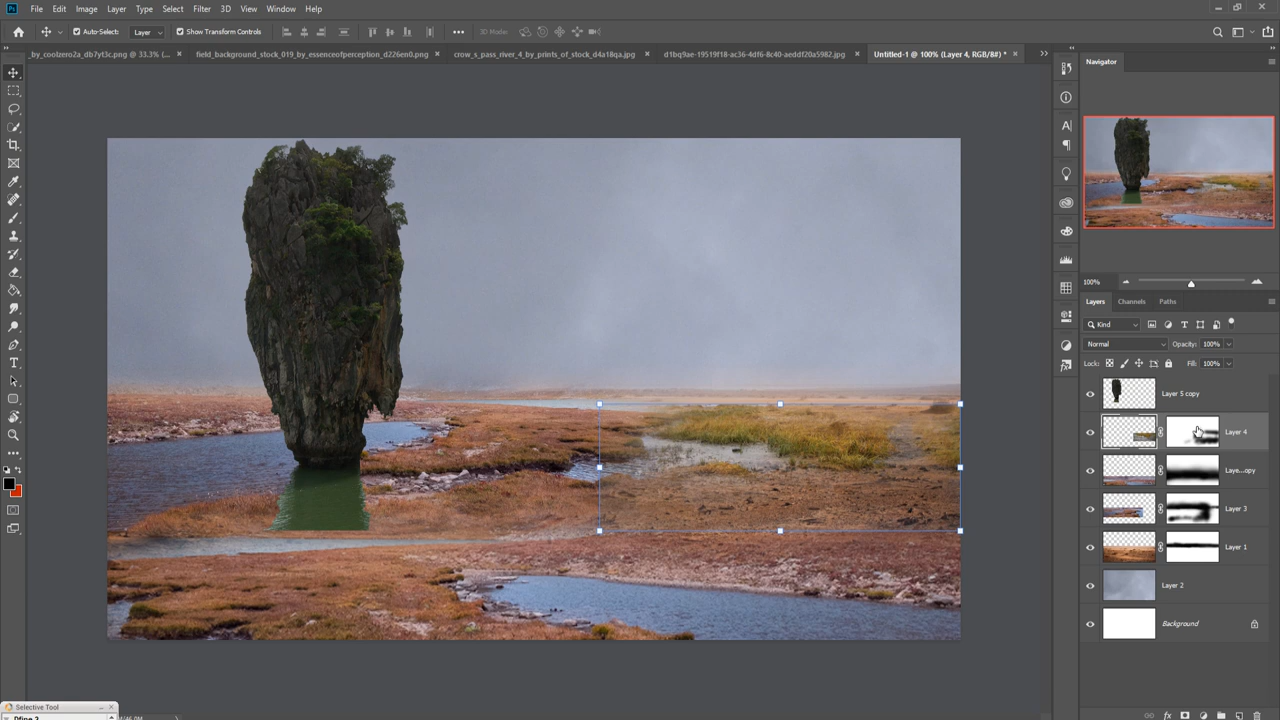 Ps File Edit Image Layer Type Select Filter 3D View Window Help
Auto-Select: Layer Show Transform Controls 3D Mode:
_by_coolzero2a_db7yt3c.png @ 33.3% (... × field_background_stock_019_by_essenceofperception_d226en0.png × crow_s_pass_river_4_by_prints_of_stock_d4a18qa.jpg × d1bq9ae-19519f18-ac36-4df6-8c40-aeddf20a5982.jpg × Untitled-1 @ 100% (Layer 4, RGB/8#) * ×
Navigator
100%
Layers Channels Paths
Kind
Normal Opacity: 100%
Lock: Fill: 100%
Layer 5 copy
Layer 4
Laye...opy
Layer 3
Layer 1
Layer 2
Background
Selective Tool
Dfine 2